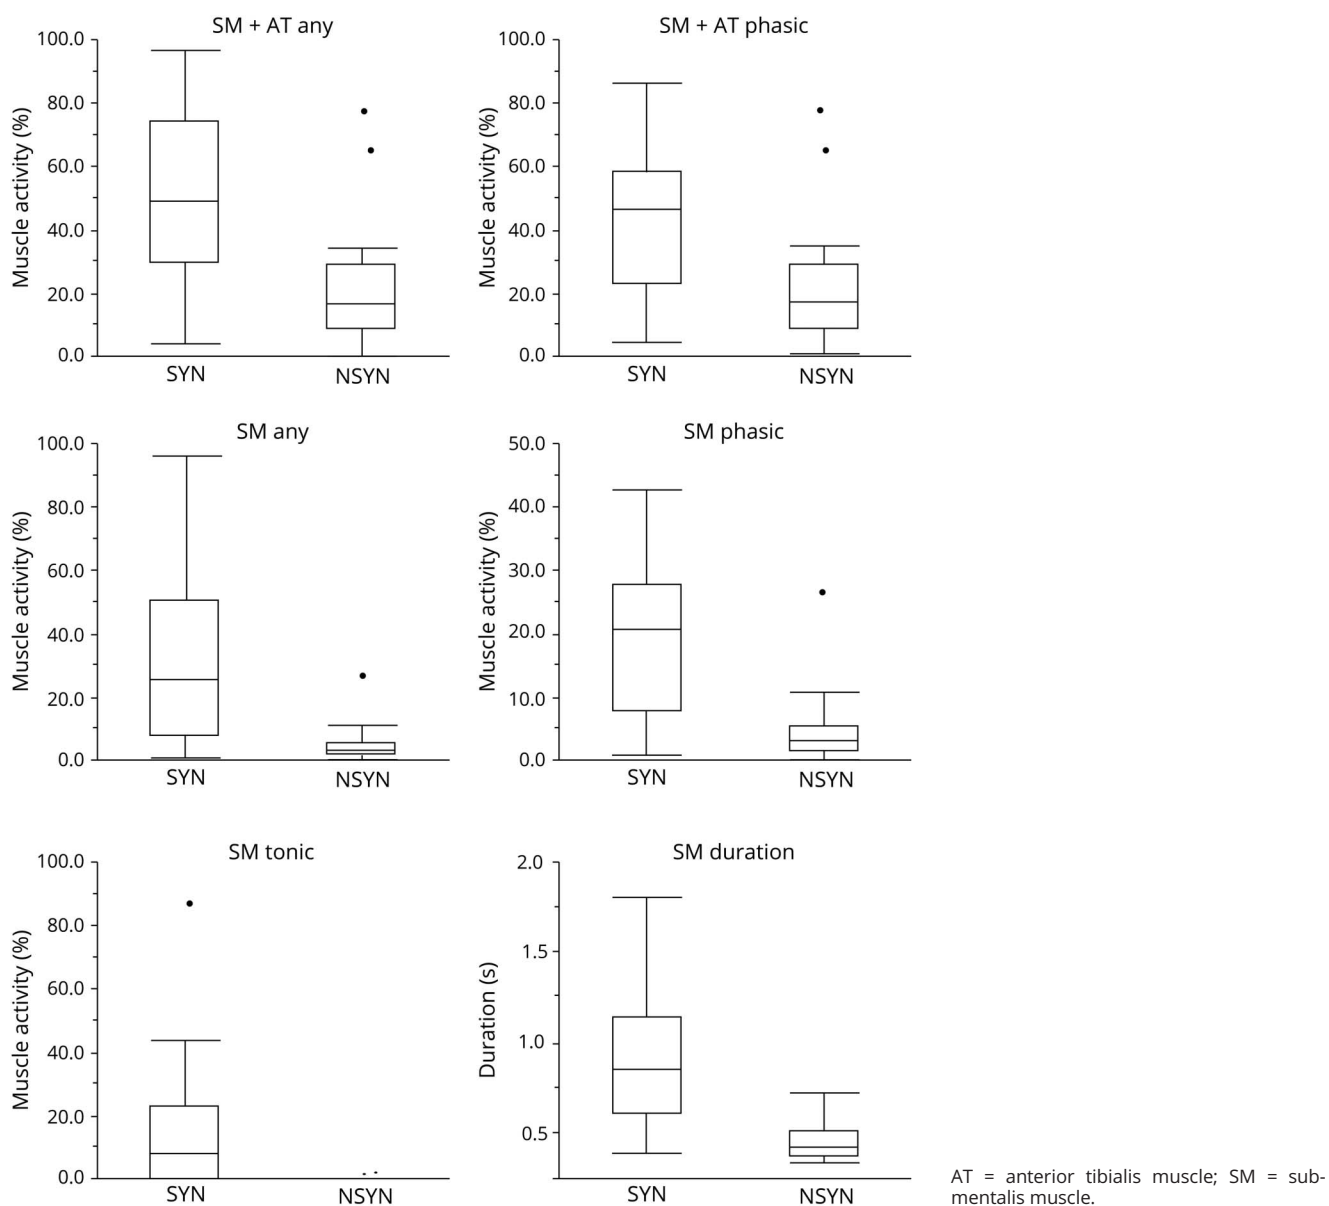 SM + AT any
Muscle activity (%)
100.0
80.0
60.0
40.0
20.0
0.0
SYN
NSYN
SM + AT phasic
Muscle activity (%)
100.0
80.0
60.0
40.0
20.0
0.0
SYN
NSYN
SM any
Muscle activity (%)
100.0
80.0
60.0
40.0
20.0
0.0
SYN
NSYN
SM phasic
Muscle activity (%)
50.0
40.0
30.0
20.0
10.0
0.0
SYN
NSYN
SM tonic
Muscle activity (%)
100.0
80.0
60.0
40.0
20.0
0.0
SYN
NSYN
SM duration
Duration (s)
2.0
1.5
1.0
0.5
SYN
NSYN
AT = anterior tibialis muscle; SM = sub-
mentalis muscle.